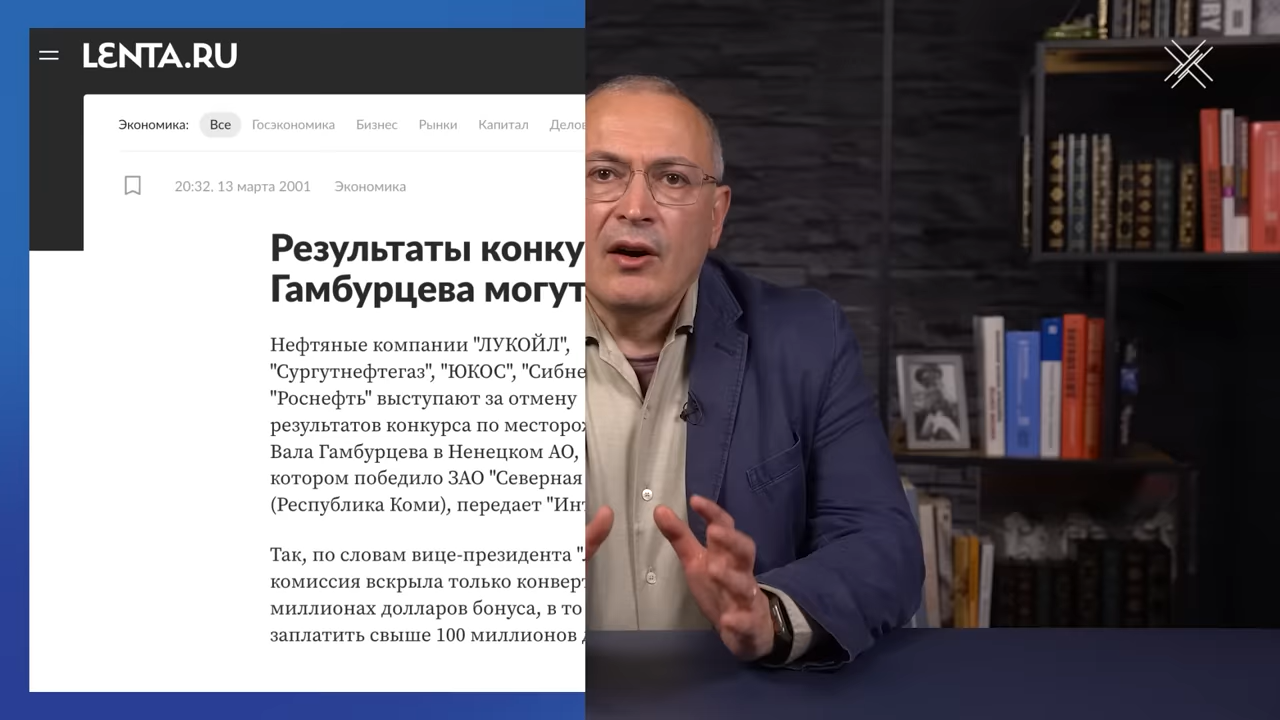 LENTA.RU
Экономика: Все Госэкономика Бизнес Рынки Капитал Делов
20:32, 13 марта 2001 Экономика
Результаты конку
Гамбурцева могут
Нефтяные компании "ЛУКОЙЛ",
"Сургутнефтегаз", "ЮКОС", "Сибне
"Роснефть" выступают за отмену
результатов конкурса по месторо
Вала Гамбурцева в Ненецком АО,
котором победило ЗАО "Северная
(Республика Коми), передает "Инт
Так, по словам вице-президента "
комиссия вскрыла только конверт
миллионах долларов бонуса, в то
заплатить свыше 100 миллионов